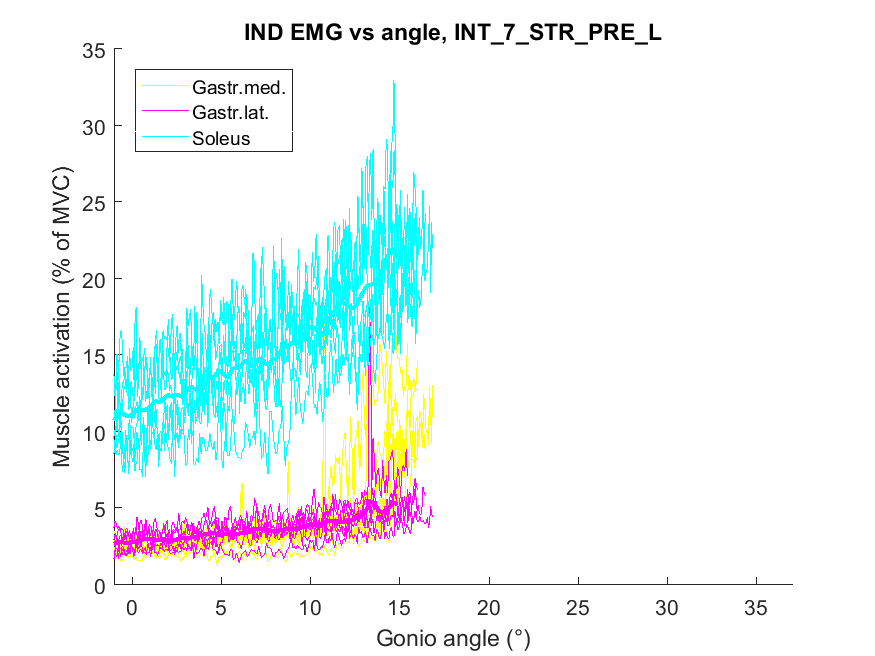 IND EMG vs angle, INT_7_STR_PRE_L
35
30
25
20
15
10
5
0
Muscle activation (% of MVC)
Gastr.med.
Gastr.lat.
Soleus
0 5 10 15 20 25 30 35
Gonio angle (°)